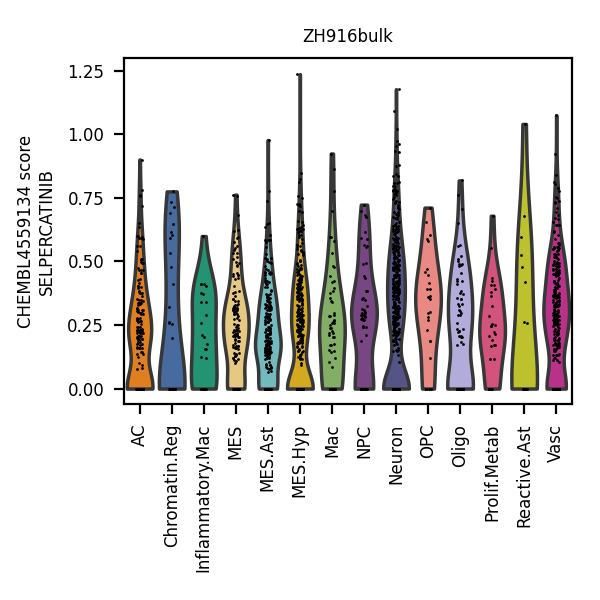 ZH916bulk
CHEMBL4559134 score
SELPERCATINIB
1.25
1.00
0.75
0.50
0.25
0.00
AC
Chromatin.Reg
Inflammatory.Mac
MES
MES.Ast
MES.Hyp
Mac
NPC
Neuron
OPC
Oligo
Prolif.Metab
Reactive.Ast
Vasc